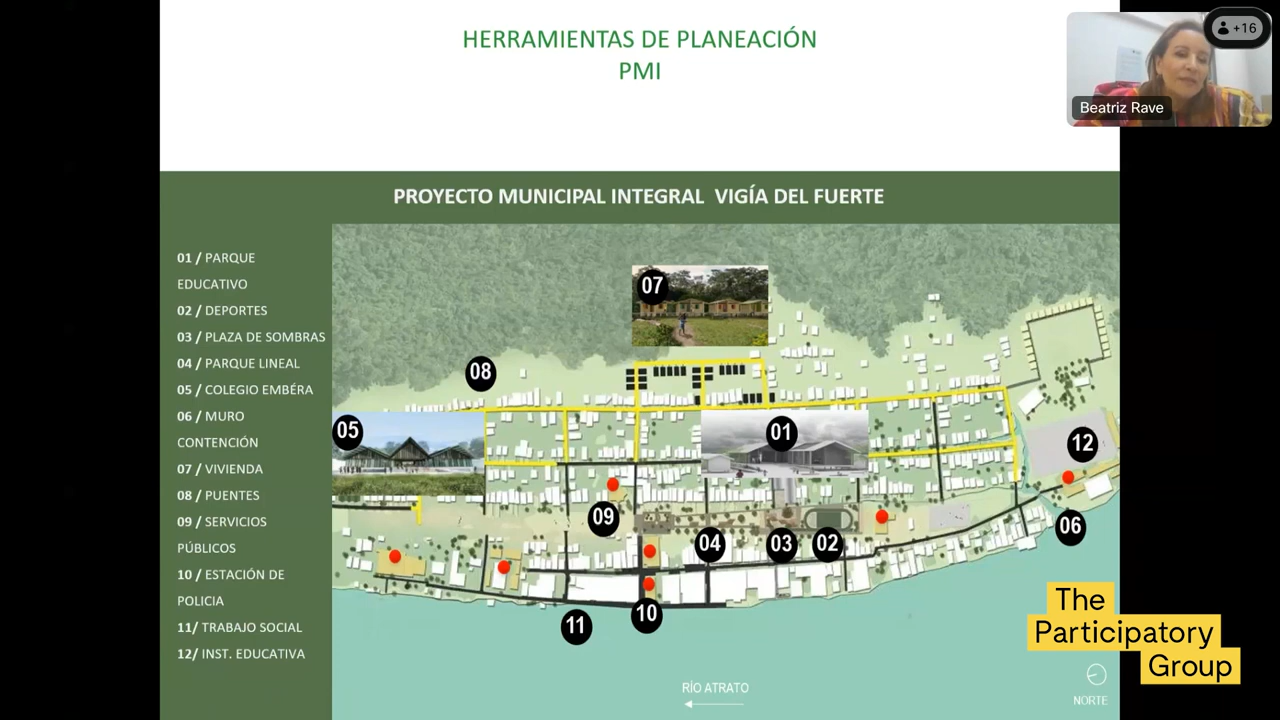 HERRAMIENTAS DE PLANEACIÓN
PMI
+16
Beatriz Rave
PROYECTO MUNICIPAL INTEGRAL VIGÍA DEL FUERTE
01 / PARQUE
EDUCATIVO
02 / DEPORTES
03 / PLAZA DE SOMBRAS
04 / PARQUE LINEAL
05 / COLEGIO EMBÉRA
06 / MURO
CONTENCIÓN
07 / VIVIENDA
08 / PUENTES
09 / SERVICIOS
PÚBLICOS
10 / ESTACIÓN DE
POLICIA
11/ TRABAJO SOCIAL
12/ INST. EDUCATIVA
07
08
05
01
12
09
04
03
02
06
11
10
RÍO ATRATO
NORTE
The
Participatory
Group